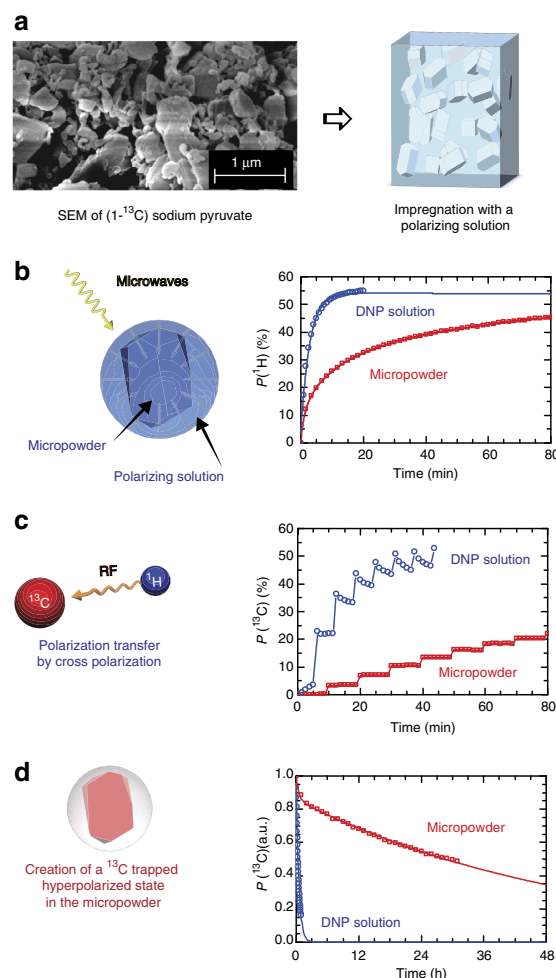 a
1 μm
SEM of (1-¹³C) sodium pyruvate
Impregnation with a
polarizing solution
b
Microwaves
Micropowder
Polarizing solution
P(¹H) (%)
60
50
40
30
20
10
0
DNP solution
Micropowder
0 20 40 60 80
Time (min)
c
RF
¹³C
¹H
Polarization transfer
by cross polarization
P (¹³C) (%)
60
50
40
30
20
10
0
DNP solution
Micropowder
0 20 40 60 80
Time (min)
d
Creation of a ¹³C trapped
hyperpolarized state
in the micropowder
P (¹³C)(a.u.)
1.0
0.8
0.6
0.4
0.2
0.0
Micropowder
DNP solution
0 12 24 36 48
Time (h)